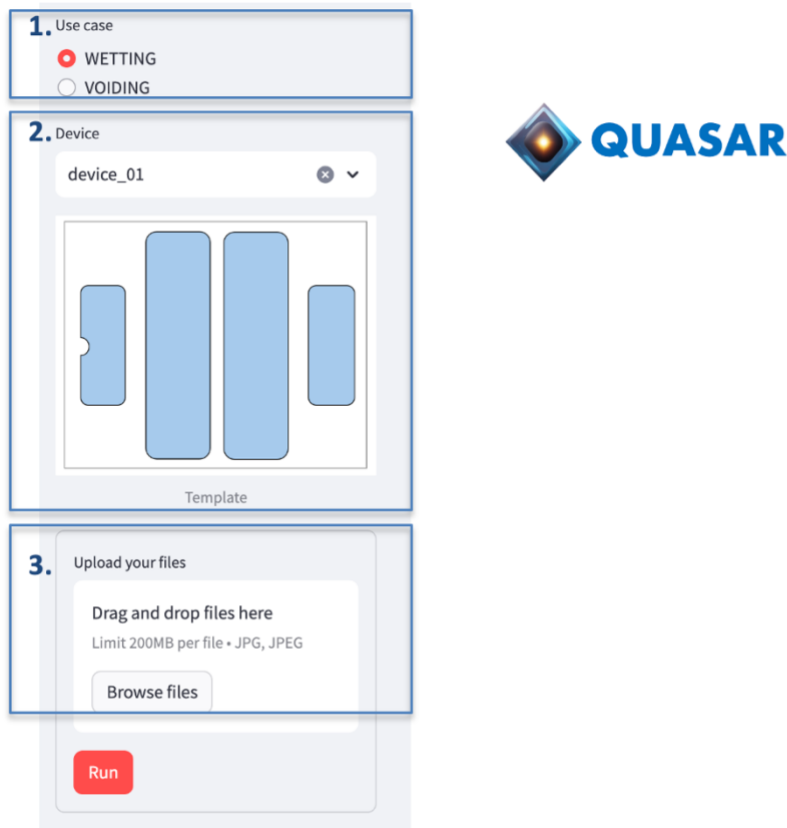 1. Use case
WETTING
VOIDING
2. Device
device_01
Template
3. Upload your files
Drag and drop files here
Limit 200MB per file • JPG, JPEG
Browse files
Run
QUASAR